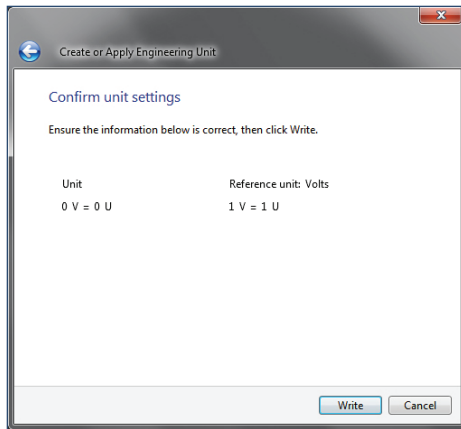 Create or Apply Engineering Unit
Confirm unit settings
Ensure the information below is correct, then click Write.
Unit Reference unit: Volts
0 V = 0 U 1 V = 1 U
Write Cancel